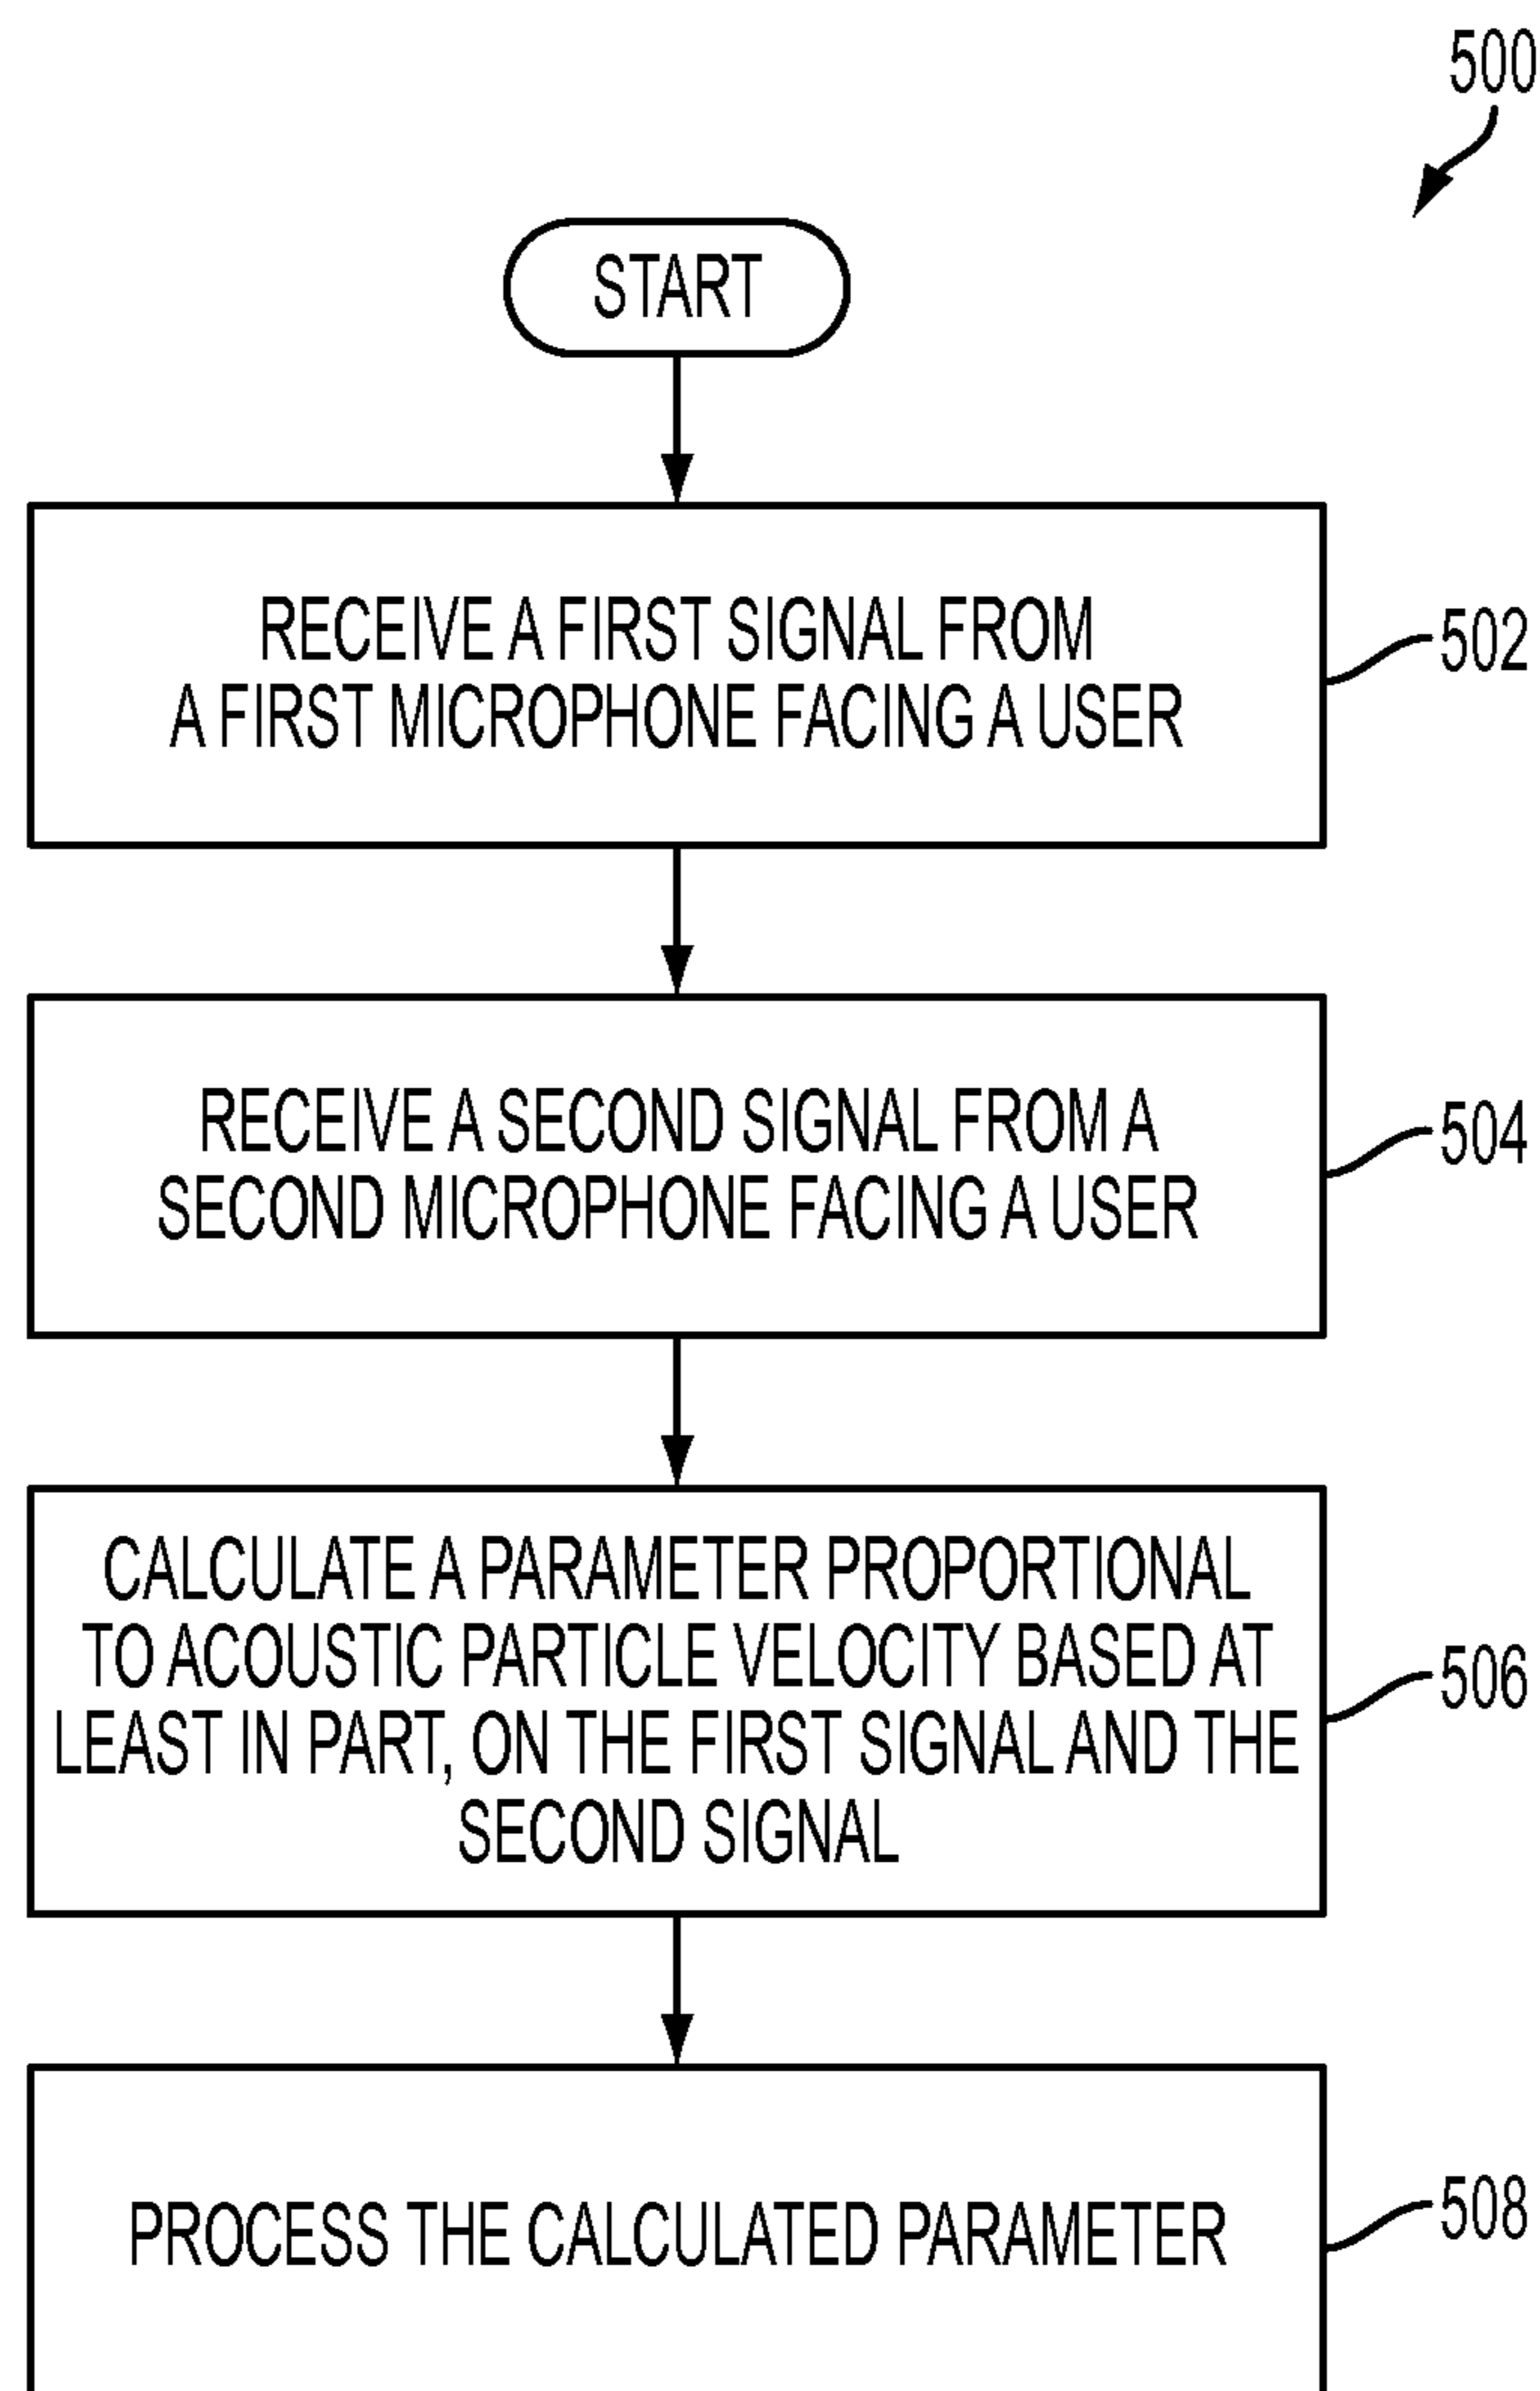 500
START
RECEIVE A FIRST SIGNAL FROM
A FIRST MICROPHONE FACING A USER
502
RECEIVE A SECOND SIGNAL FROM A
SECOND MICROPHONE FACING A USER
504
CALCULATE A PARAMETER PROPORTIONAL
TO ACOUSTIC PARTICLE VELOCITY BASED AT
LEAST IN PART, ON THE FIRST SIGNAL AND THE
SECOND SIGNAL
506
PROCESS THE CALCULATED PARAMETER
508